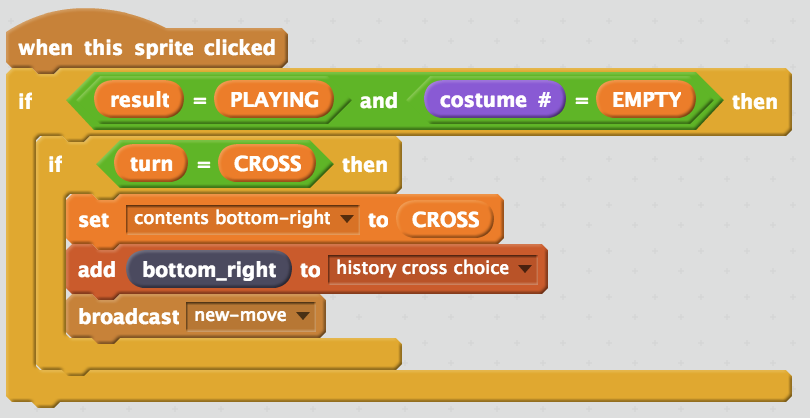 when this sprite clicked
if result = PLAYING and costume # = EMPTY then
if turn = CROSS then
set contents bottom-right to CROSS
add bottom_right to history cross choice
broadcast new-move